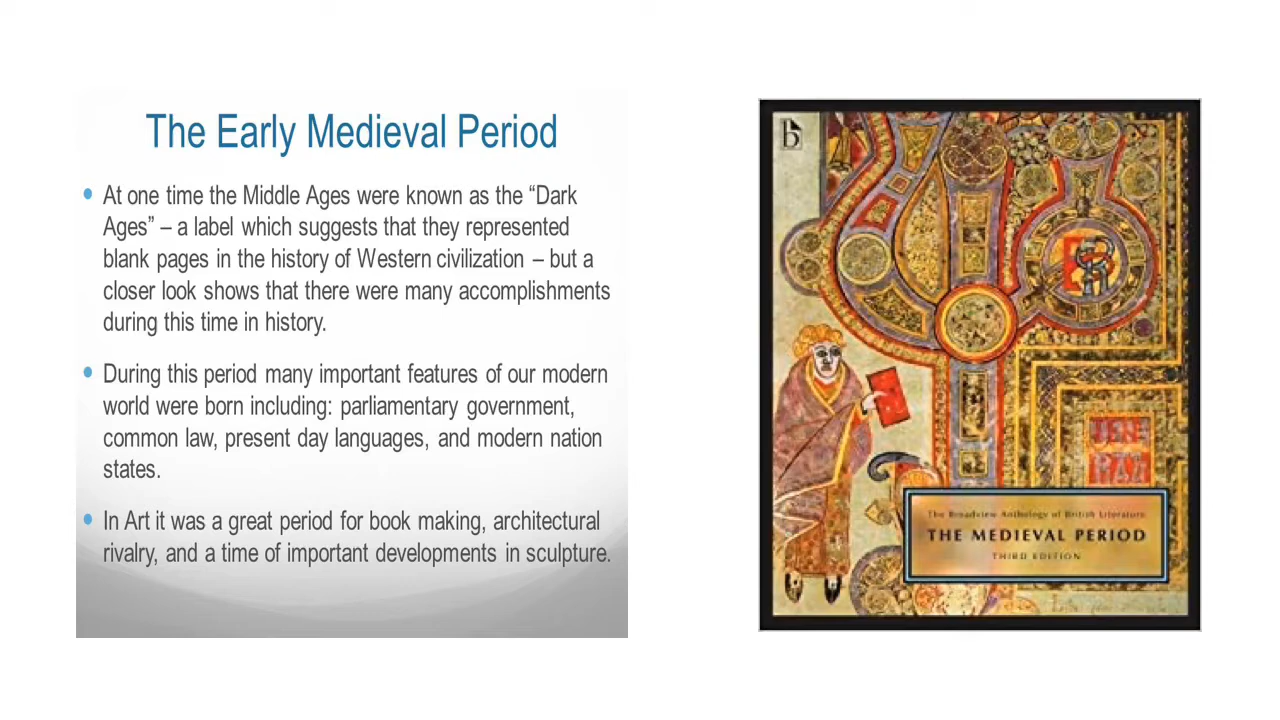 The Early Medieval Period
• At one time the Middle Ages were known as the “Dark
Ages” – a label which suggests that they represented
blank pages in the history of Western civilization – but a
closer look shows that there were many accomplishments
during this time in history.
• During this period many important features of our modern
world were born including: parliamentary government,
common law, present day languages, and modern nation
states.
• In Art it was a great period for book making, architectural
rivalry, and a time of important developments in sculpture.
b
The Broadview Anthology of British Literature
THE MEDIEVAL PERIOD
THIRD EDITION